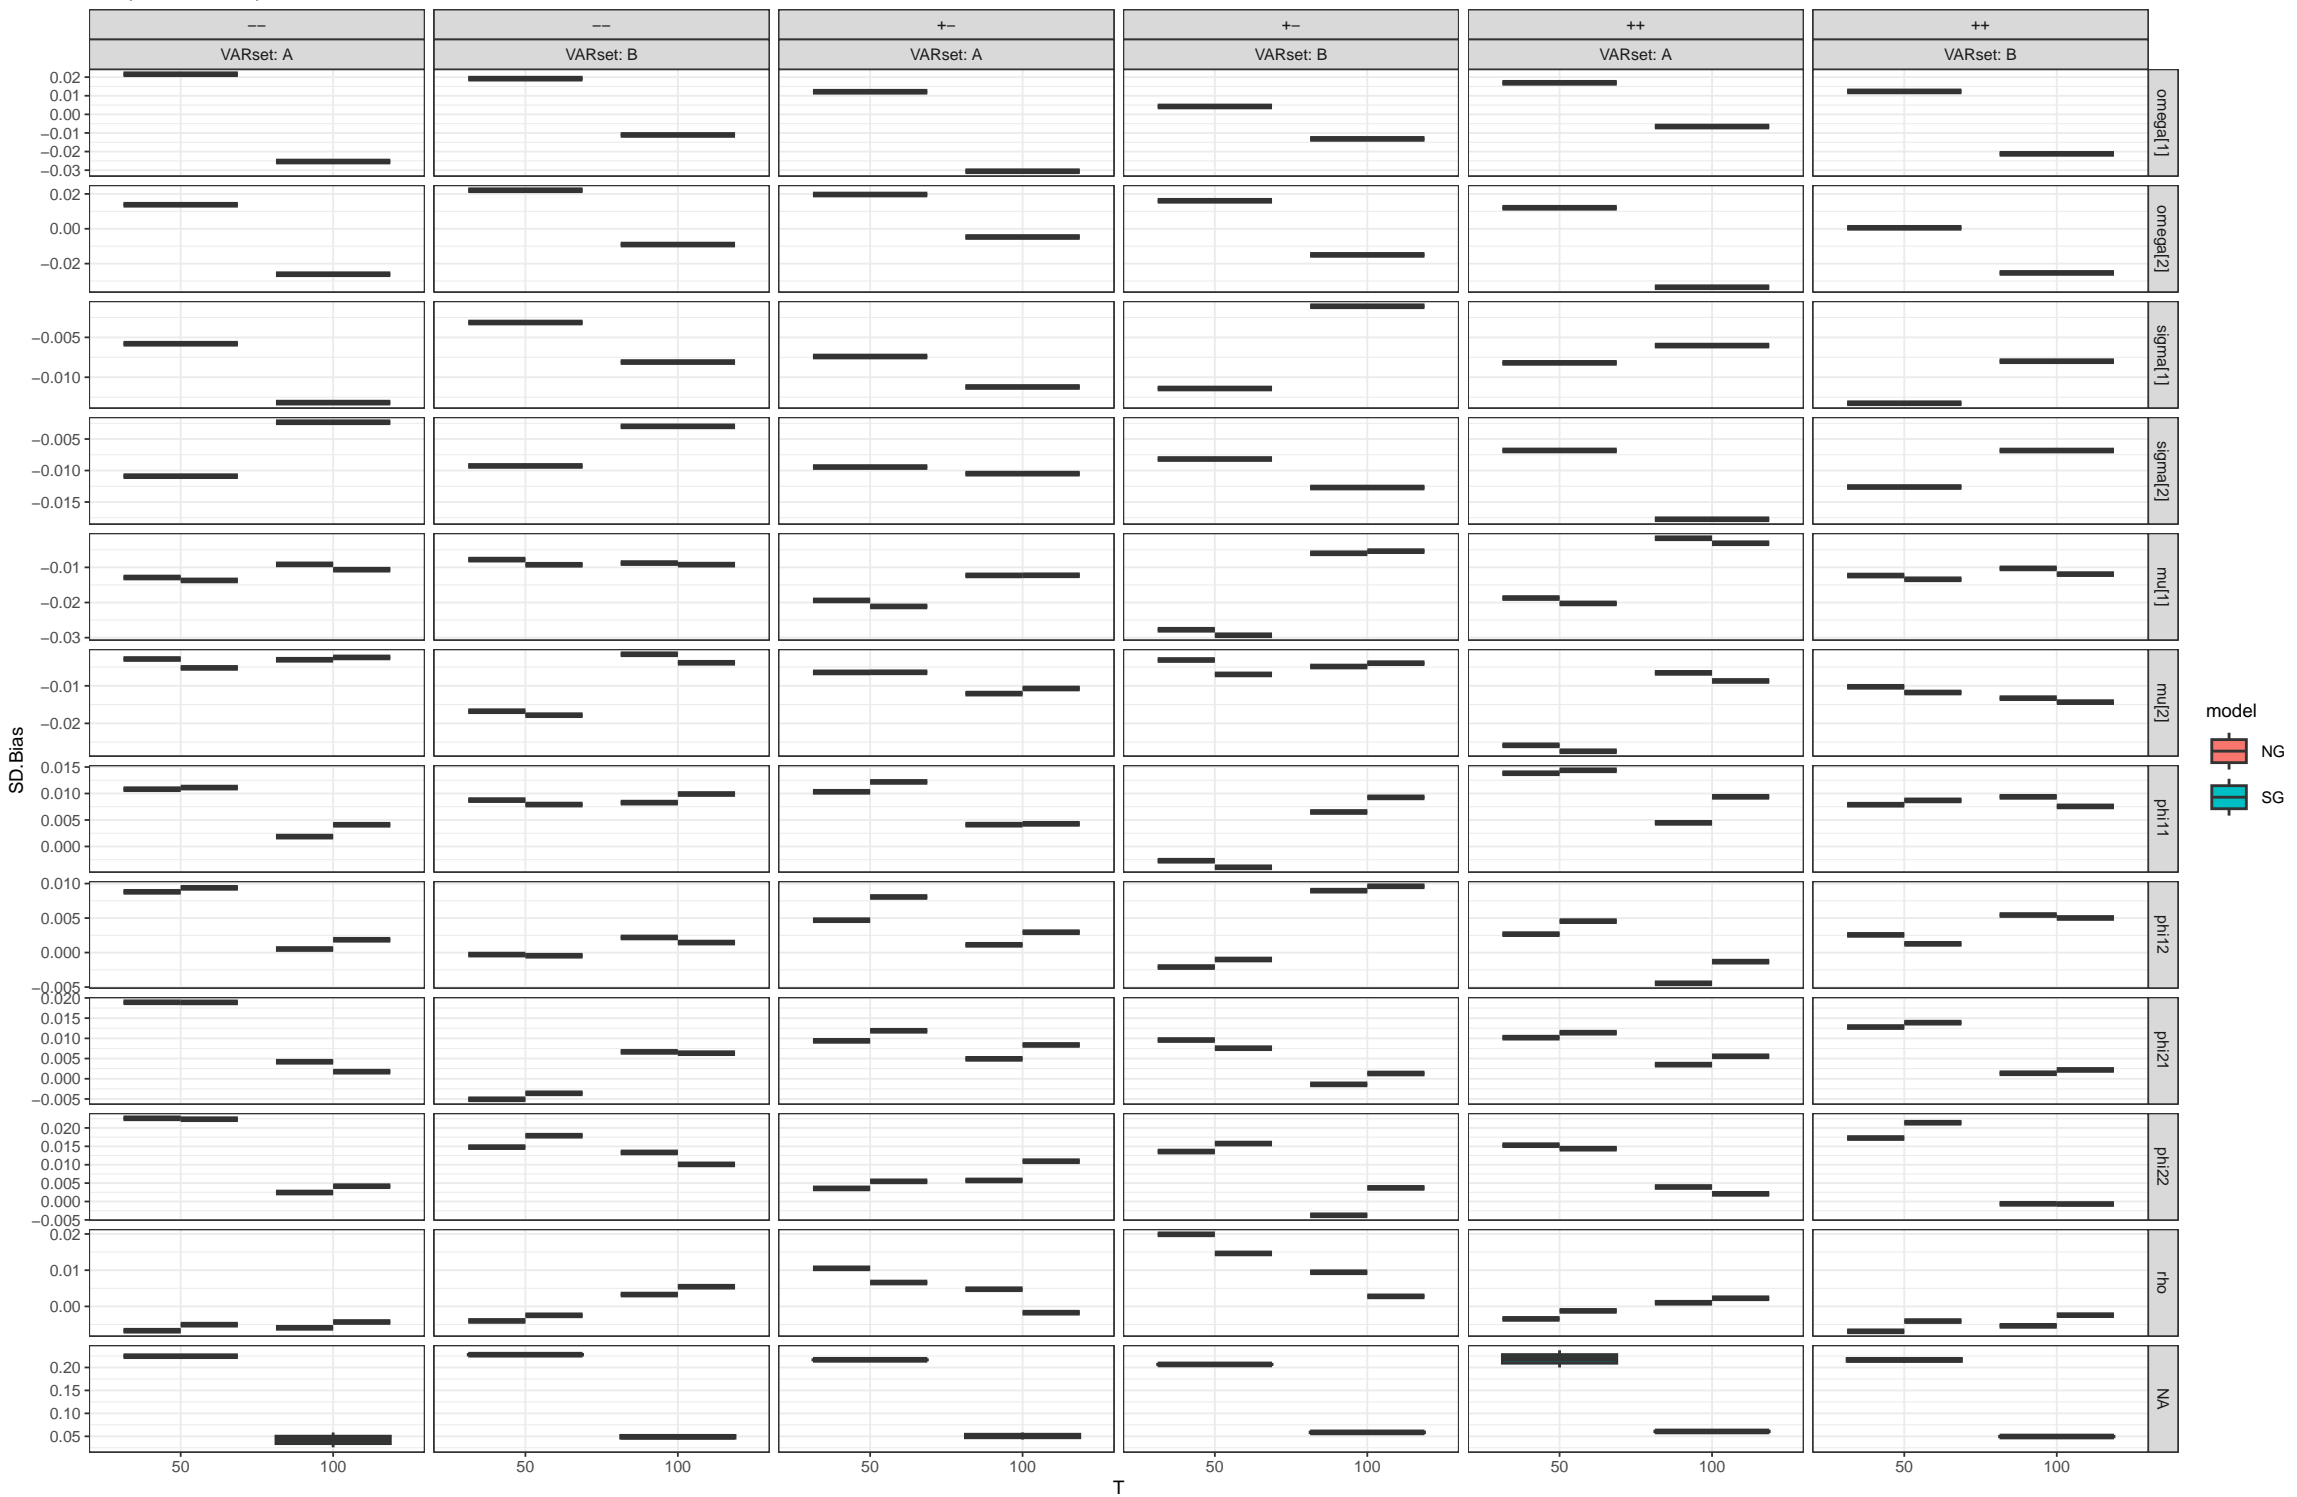 −− −− +− +− ++ ++
VARset: A VARset: B VARset: A VARset: B VARset: A VARset: B
0.02
0.01
0.00
−0.01
−0.02
−0.03
omega[1]
0.02
0.00
−0.02
omega[2]
−0.005
−0.010
sigma[1]
−0.005
−0.010
−0.015
sigma[2]
−0.01
−0.02
−0.03
mu[1]
−0.01
−0.02
mu[2]
0.015
0.010
0.005
0.000
phi11
0.010
0.005
0.000
−0.005
phi12
0.020
0.015
0.010
0.005
0.000
−0.005
phi21
0.020
0.015
0.010
0.005
0.000
−0.005
phi22
0.02
0.01
0.00
rho
0.20
0.15
0.10
0.05
NA
50 100 50 100 50 100 50 100 50 100 50 100
T
SD.Bias
model
NG
SG